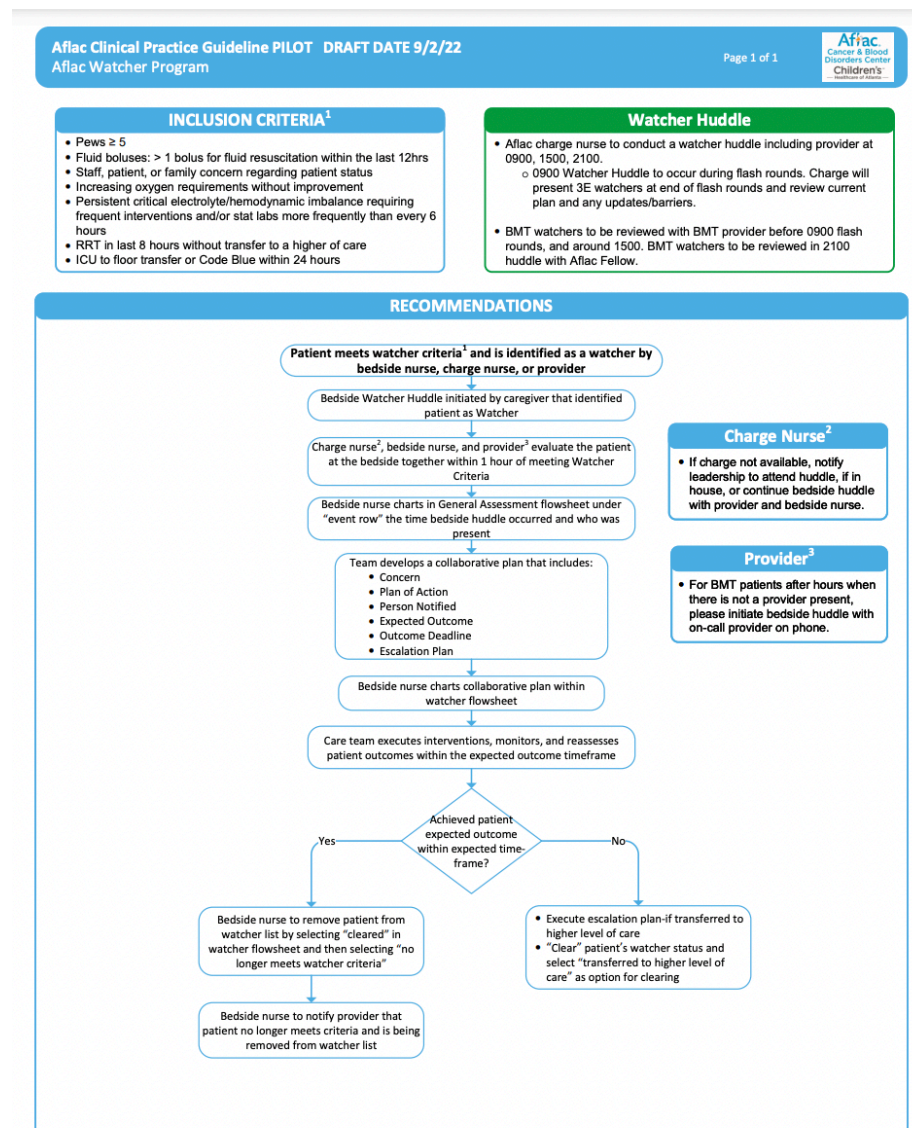 Aflac Clinical Practice Guideline PILOT DRAFT DATE 9/2/22
Aflac Watcher Program
Page 1 of 1
Aflac
Cancer & Blood
Disorders Center
Children's
Healthcare of Atlanta
INCLUSION CRITERIA1
• Pews ≥ 5
• Fluid boluses: > 1 bolus for fluid resuscitation within the last 12hrs
• Staff, patient, or family concern regarding patient status
• Increasing oxygen requirements without improvement
• Persistent critical electrolyte/hemodynamic imbalance requiring
frequent interventions and/or stat labs more frequently than every 6
hours
• RRT in last 8 hours without transfer to a higher of care
• ICU to floor transfer or Code Blue within 24 hours
Watcher Huddle
• Aflac charge nurse to conduct a watcher huddle including provider at
0900, 1500, 2100.
o 0900 Watcher Huddle to occur during flash rounds. Charge will
present 3E watchers at end of flash rounds and review current
plan and any updates/barriers.
• BMT watchers to be reviewed with BMT provider before 0900 flash
rounds, and around 1500. BMT watchers to be reviewed in 2100
huddle with Aflac Fellow.
RECOMMENDATIONS
Patient meets watcher criteria1 and is identified as a watcher by
bedside nurse, charge nurse, or provider
Bedside Watcher Huddle initiated by caregiver that identified
patient as Watcher
Charge nurse2, bedside nurse, and provider3 evaluate the patient
at the bedside together within 1 hour of meeting Watcher
Criteria
Bedside nurse charts in General Assessment flowsheet under
“event row” the time bedside huddle occurred and who was
present
Team develops a collaborative plan that includes:
• Concern
• Plan of Action
• Person Notified
• Expected Outcome
• Outcome Deadline
• Escalation Plan
Charge Nurse2
• If charge not available, notify
leadership to attend huddle, if in
house, or continue bedside huddle
with provider and bedside nurse.
Provider3
• For BMT patients after hours when
there is not a provider present,
please initiate bedside huddle with
on-call provider on phone.
Bedside nurse charts collaborative plan within
watcher flowsheet
Care team executes interventions, monitors, and reassesses
patient outcomes within the expected outcome timeframe
Achieved patient
expected outcome
within expected time-
frame?
Yes
No
Bedside nurse to remove patient from
watcher list by selecting “cleared” in
watcher flowsheet and then selecting “no
longer meets watcher criteria”
• Execute escalation plan-if transferred to
higher level of care
• “Clear” patient’s watcher status and
select “transferred to higher level of
care” as option for clearing
Bedside nurse to notify provider that
patient no longer meets criteria and is being
removed from watcher list